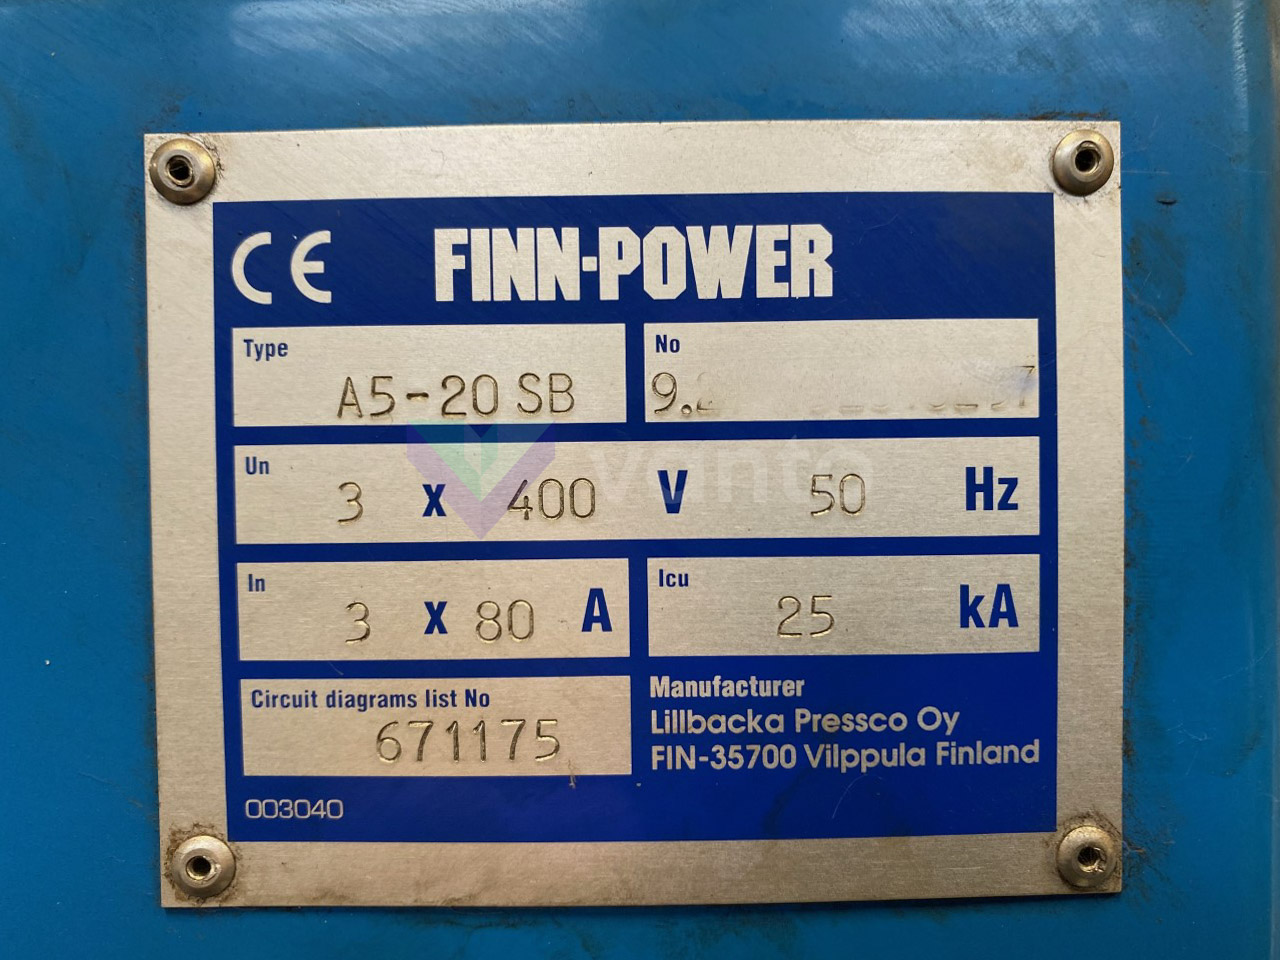 CE FINN-POWER
Type
A5-20 SB
No
Un
3 x 400 V 50 Hz
In
3 x 80 A
Icu
25 kA
Circuit diagrams list No
671175
Manufacturer
Lillbacka Pressco Oy
FIN-35700 Vilppula Finland
003040
vanto